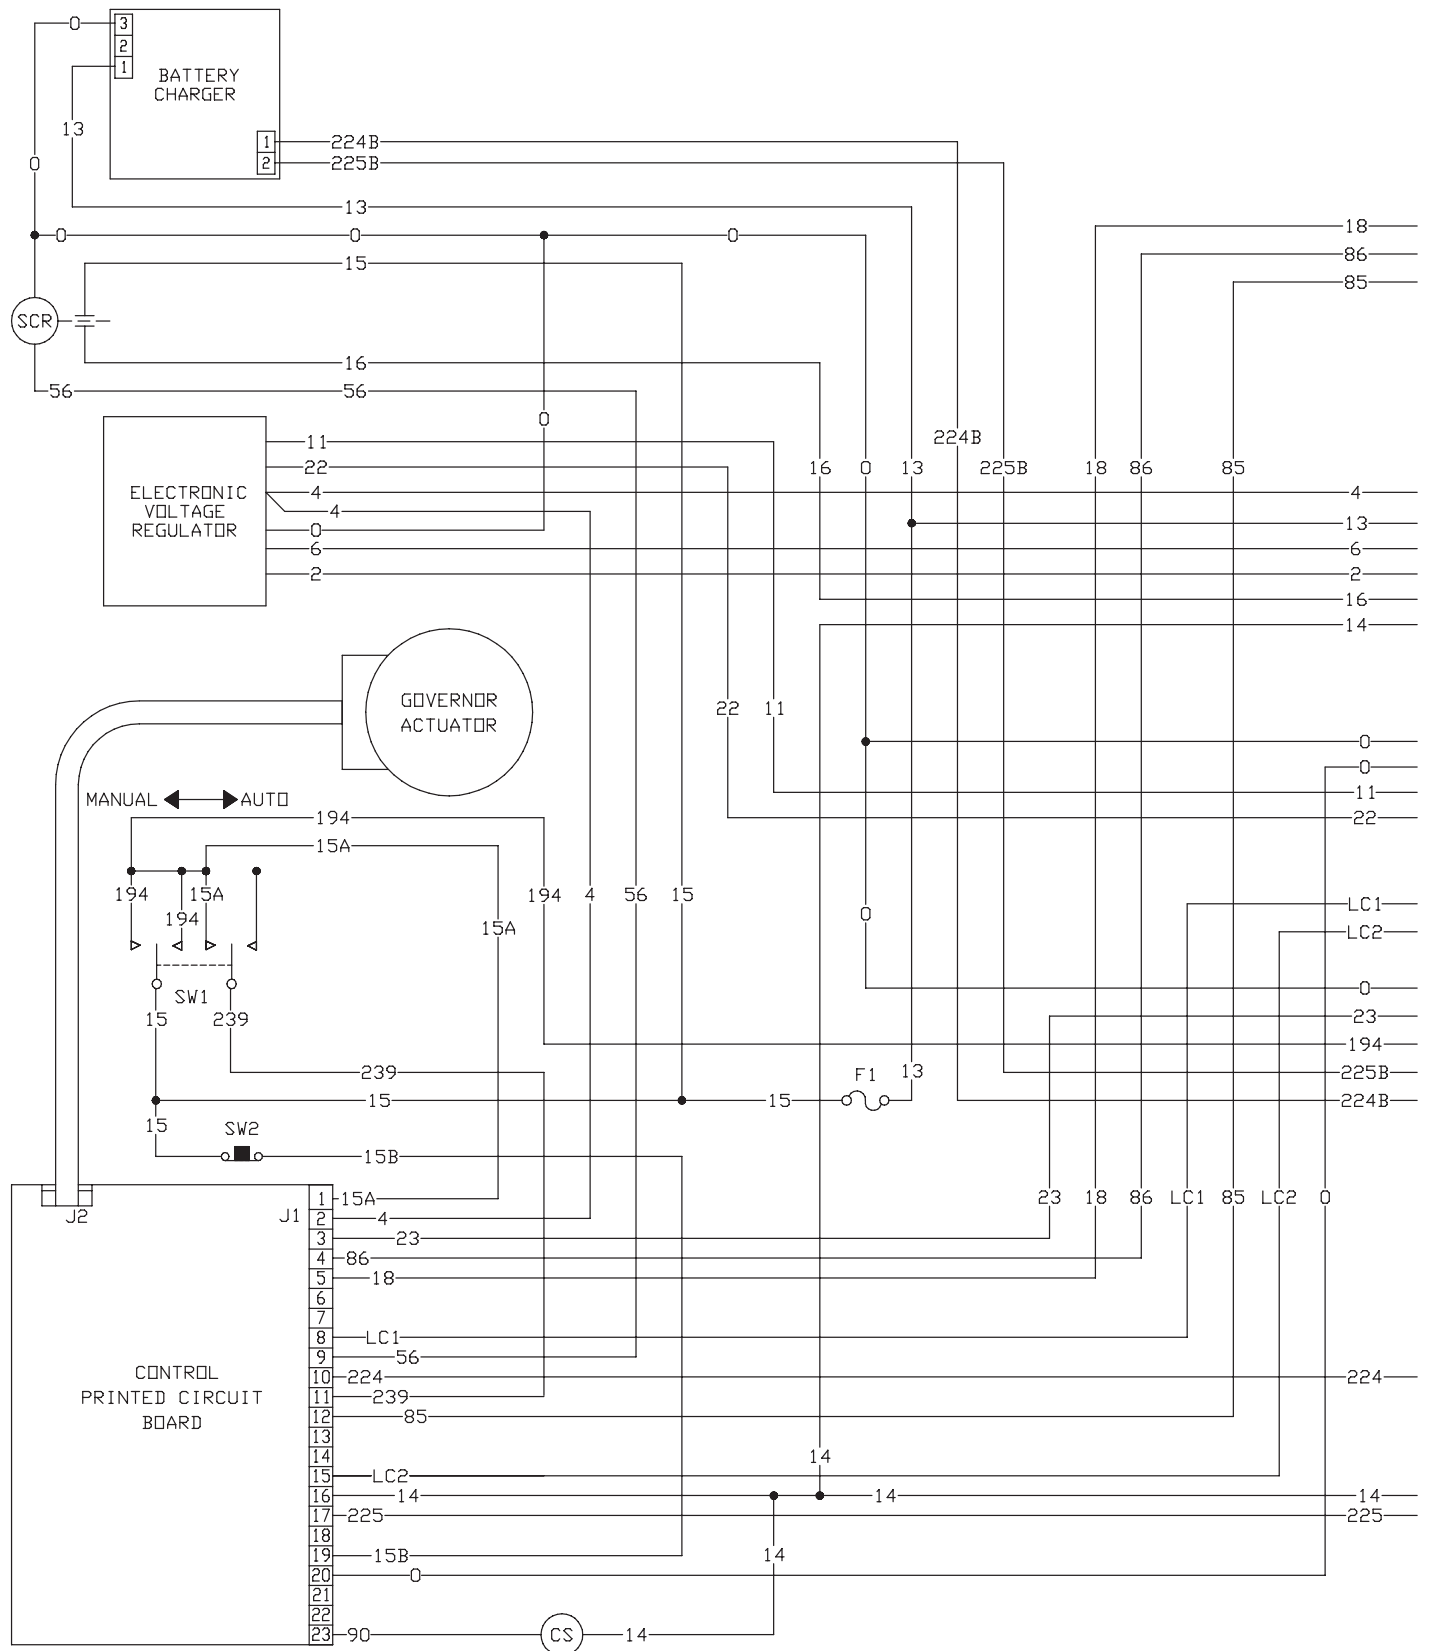 0
3
2
1
BATTERY
CHARGER
13
1
224B
2
225B
0
13
18
0
0
0
86
15
85
SCR
16
56
56
0
224B
11
16
0
13
225B
18
86
85
22
ELECTRONIC
VOLTAGE
REGULATOR
4
4
4
13
0
6
6
2
2
16
14
GOVERNOR
ACTUATOR
22
11
0
0
11
22
MANUAL
AUTO
194
15A
194
15A
194
194
4
56
15
LC1
0
15A
LC2
0
SW1
15
239
23
194
239
F1
13
225B
15
15
224B
15
SW2
15B
J2
J1
1
15A
23
18
86
LC1
85
LC2
0
2
4
3
23
4
86
5
18
6
7
8
LC1
9
56
CONTROL
PRINTED CIRCUIT
BOARD
10
224
224
11
239
12
85
13
14
14
15
LC2
16
14
14
14
17
225
225
18
19
15B
14
20
0
21
22
23
90
CS
14